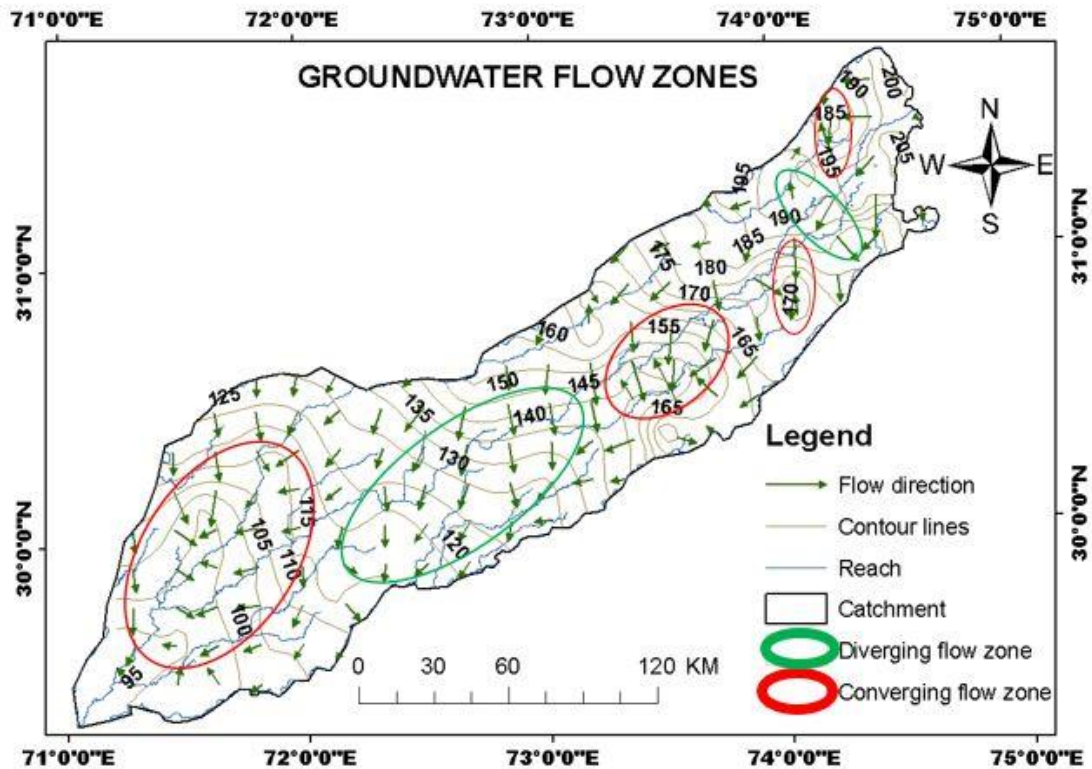 71°0'0"E 72°0'0"E 73°0'0"E 74°0'0"E 75°0'0"E
GROUNDWATER FLOW ZONES
190
200
185
N
195
205
W E
195
S
190
31°0'0"N
31°0'0"N
185
175
180
170
170
155
160
165
145
150
125
135
140
165
Legend
130
Flow direction
115
Contour lines
105
120
30°0'0"N
30°0'0"N
110
Reach
100
Catchment
Diverging flow zone
0 30 60 120 KM
95
Converging flow zone
71°0'0"E 72°0'0"E 73°0'0"E 74°0'0"E 75°0'0"E